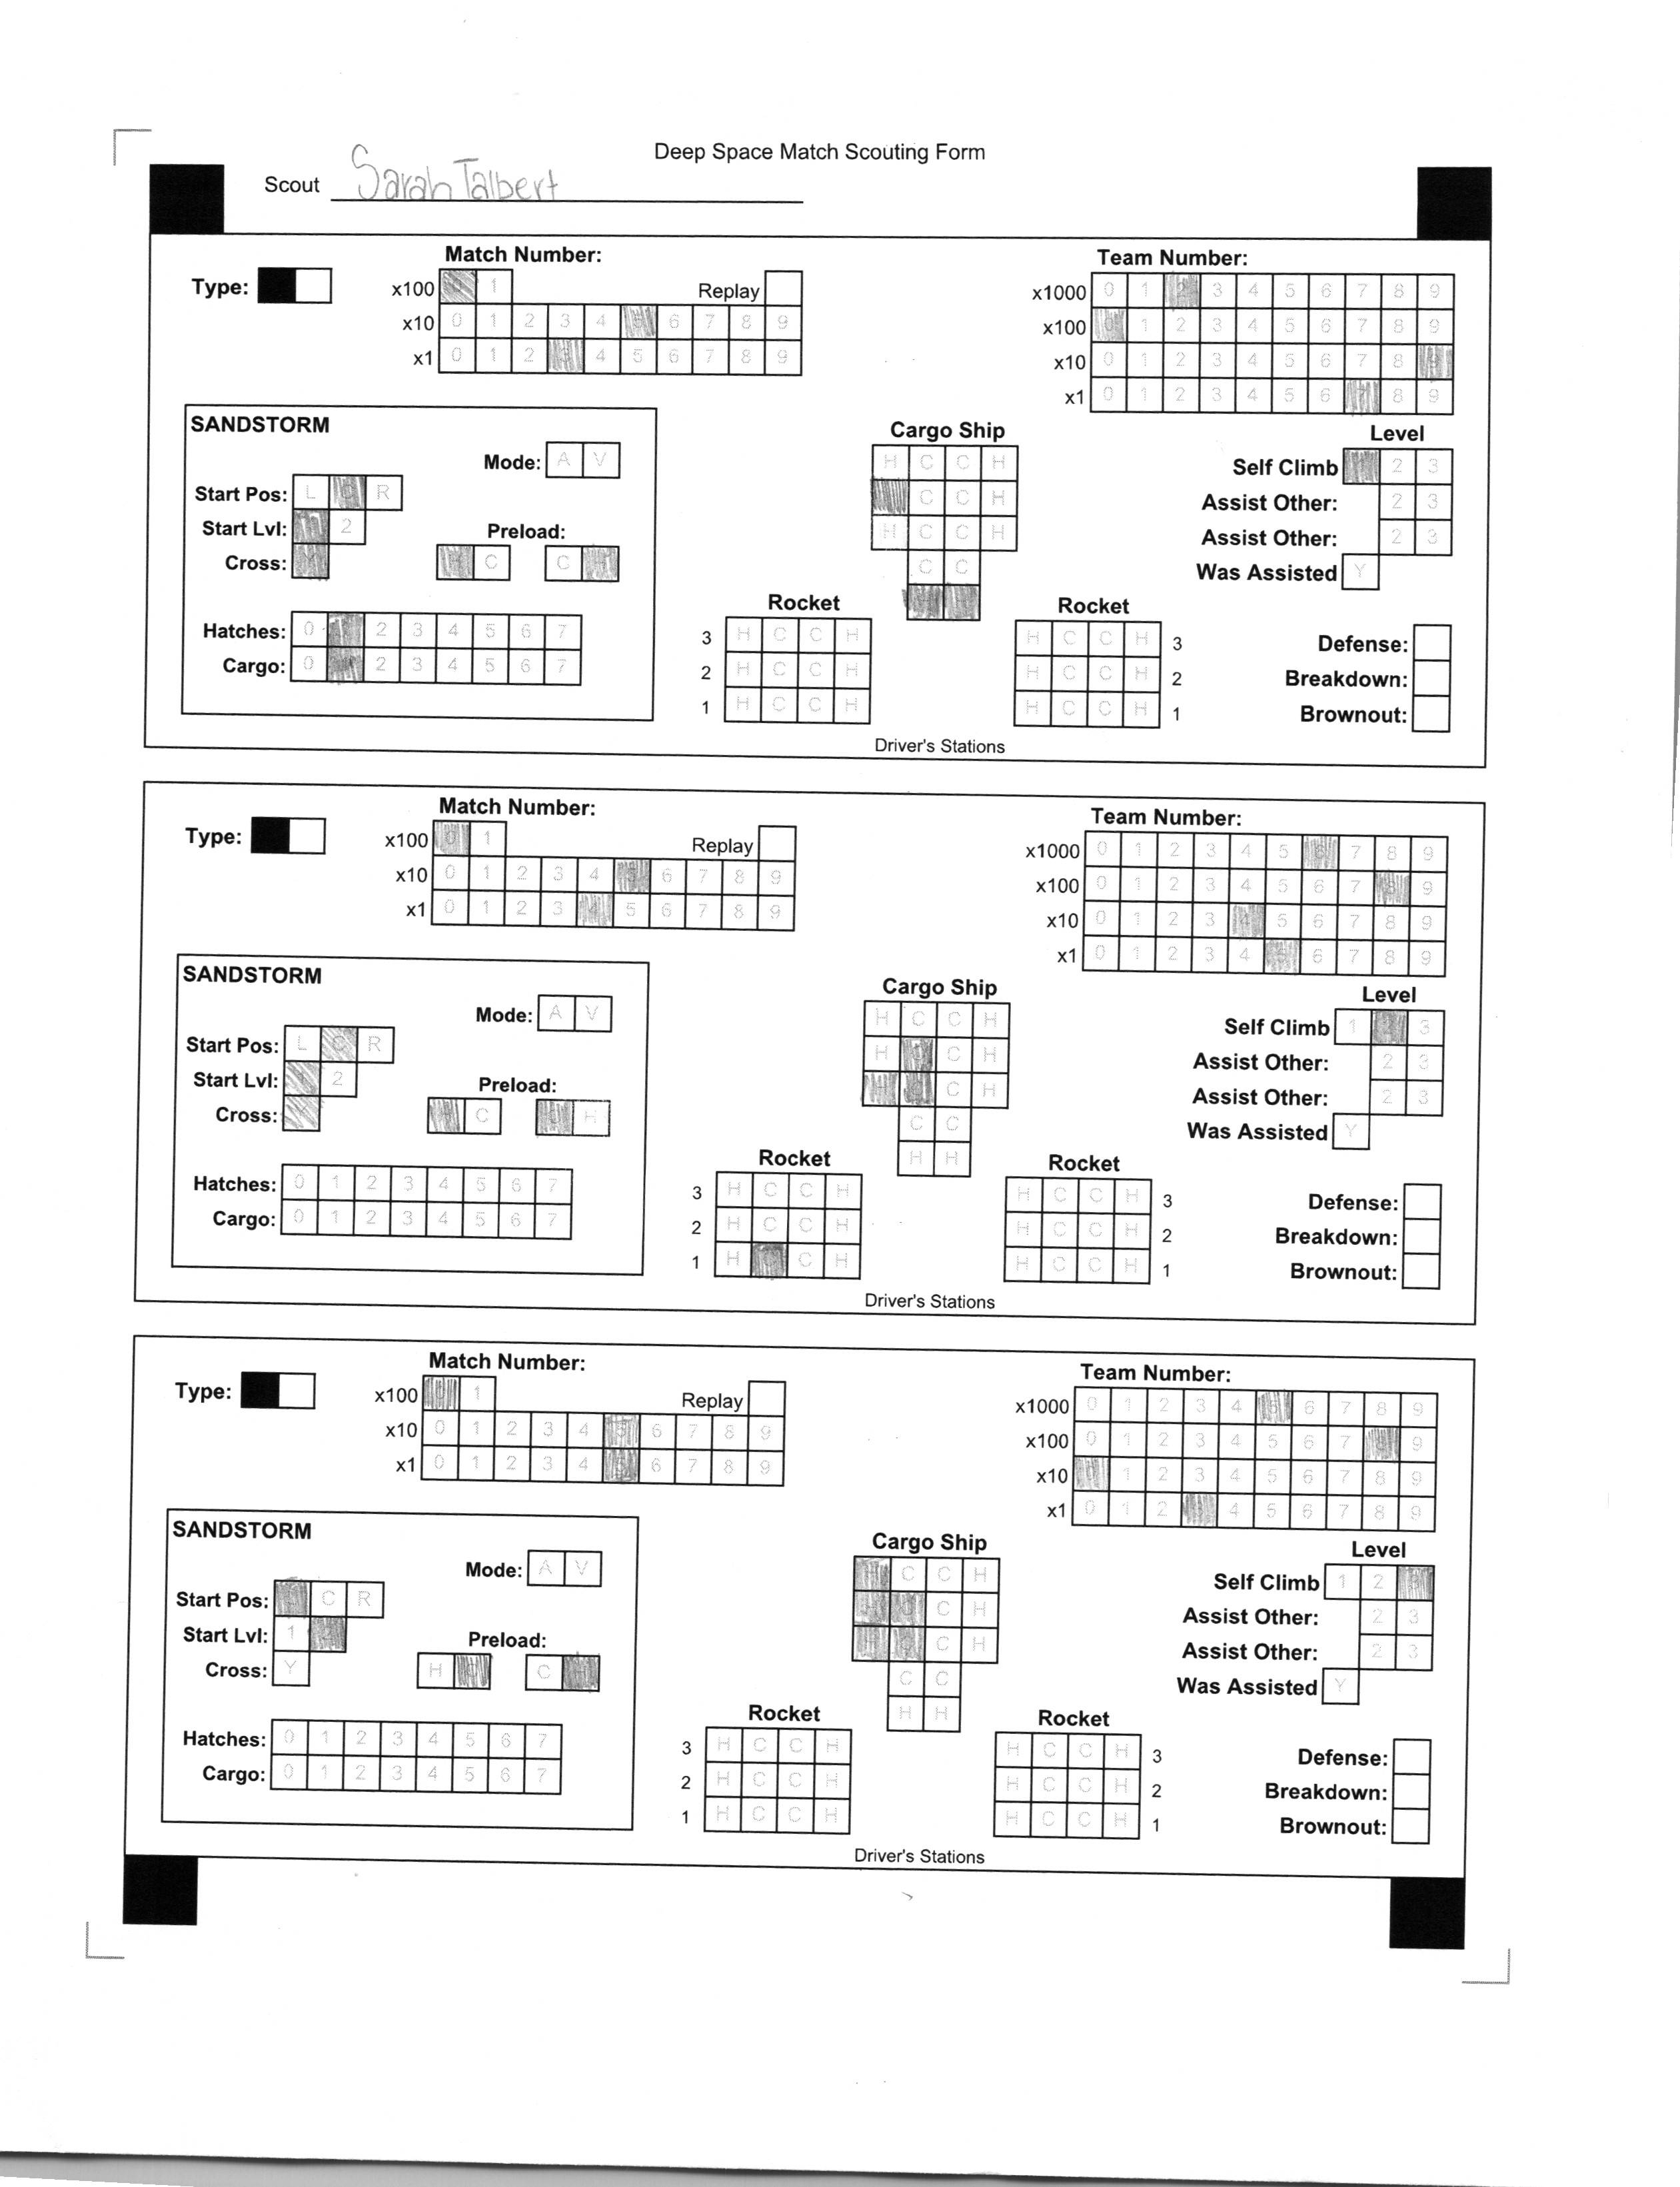 Deep Space Match Scouting Form
Scout Sarah Talbert
Match Number:
Team Number:
Type:
x100 1 Replay
x10 0 1 2 3 4 6 7 8 9
x1 0 1 2 4 5 6 7 8 9
x1000 0 1 2 3 4 5 6 7 8 9
x100 0 1 2 3 4 5 6 7 8 9
x10 0 1 2 3 4 5 6 7 8 9
x1 0 1 2 3 4 5 6 7 8 9
SANDSTORM
Mode: A V
Start Pos: L C R
Start Lvl: 2
Preload:
Cross:
H C C H
Hatches: 0 2 3 4 5 6 7
Cargo: 0 2 3 4 5 6 7
Cargo Ship
H C C H
C C H
H C C H
C C
Rocket
3 H C C H
2 H C C H
1 H C C H
Rocket
H C C H 3
H C C H 2
H C C H 1
Driver's Stations
Level
Self Climb 2 3
Assist Other: 2 3
Assist Other: 2 3
Was Assisted Y
Defense:
Breakdown:
Brownout:
Match Number:
Team Number:
Type:
x100 0 1 Replay
x10 0 1 2 3 4 5 6 7 8 9
x1 0 1 2 3 4 5 6 7 8 9
x1000 0 1 2 3 4 5 6 7 8 9
x100 0 1 2 3 4 5 6 7 8 9
x10 0 1 2 3 4 5 6 7 8 9
x1 0 1 2 3 4 5 6 7 8 9
SANDSTORM
Mode: A V
Start Pos: L C R
Start Lvl: 1 2
Preload:
Cross:
H C C H
Hatches: 0 1 2 3 4 5 6 7
Cargo: 0 1 2 3 4 5 6 7
Cargo Ship
H C C H
H C C H
H C C H
C C
H H
Rocket
3 H C C H
2 H C C H
1 H C C H
Rocket
H C C H 3
H C C H 2
H C C H 1
Driver's Stations
Level
Self Climb 1 3
Assist Other: 2 3
Assist Other: 2 3
Was Assisted Y
Defense:
Breakdown:
Brownout:
Match Number:
Team Number:
Type:
x100 1 Replay
x10 0 1 2 3 4 5 6 7 8 9
x1 0 1 2 3 4 5 6 7 8 9
x1000 0 1 2 3 4 5 6 7 8 9
x100 0 1 2 3 4 5 6 7 8 9
x10 0 1 2 3 4 5 6 7 8 9
x1 0 1 2 4 5 6 7 8 9
SANDSTORM
Mode: A V
Start Pos: C R
Start Lvl: 1
Preload:
Cross: Y
H C
Hatches: 0 1 2 3 4 5 6 7
Cargo: 0 1 2 3 4 5 6 7
Cargo Ship
H C C H
H C C H
H C C H
C C
H H
Rocket
3 H C C H
2 H C C H
1 H C C H
Rocket
H C C H 3
H C C H 2
H C C H 1
Driver's Stations
Level
Self Climb 1 2 3
Assist Other: 2 3
Assist Other: 2 3
Was Assisted Y
Defense:
Breakdown:
Brownout: